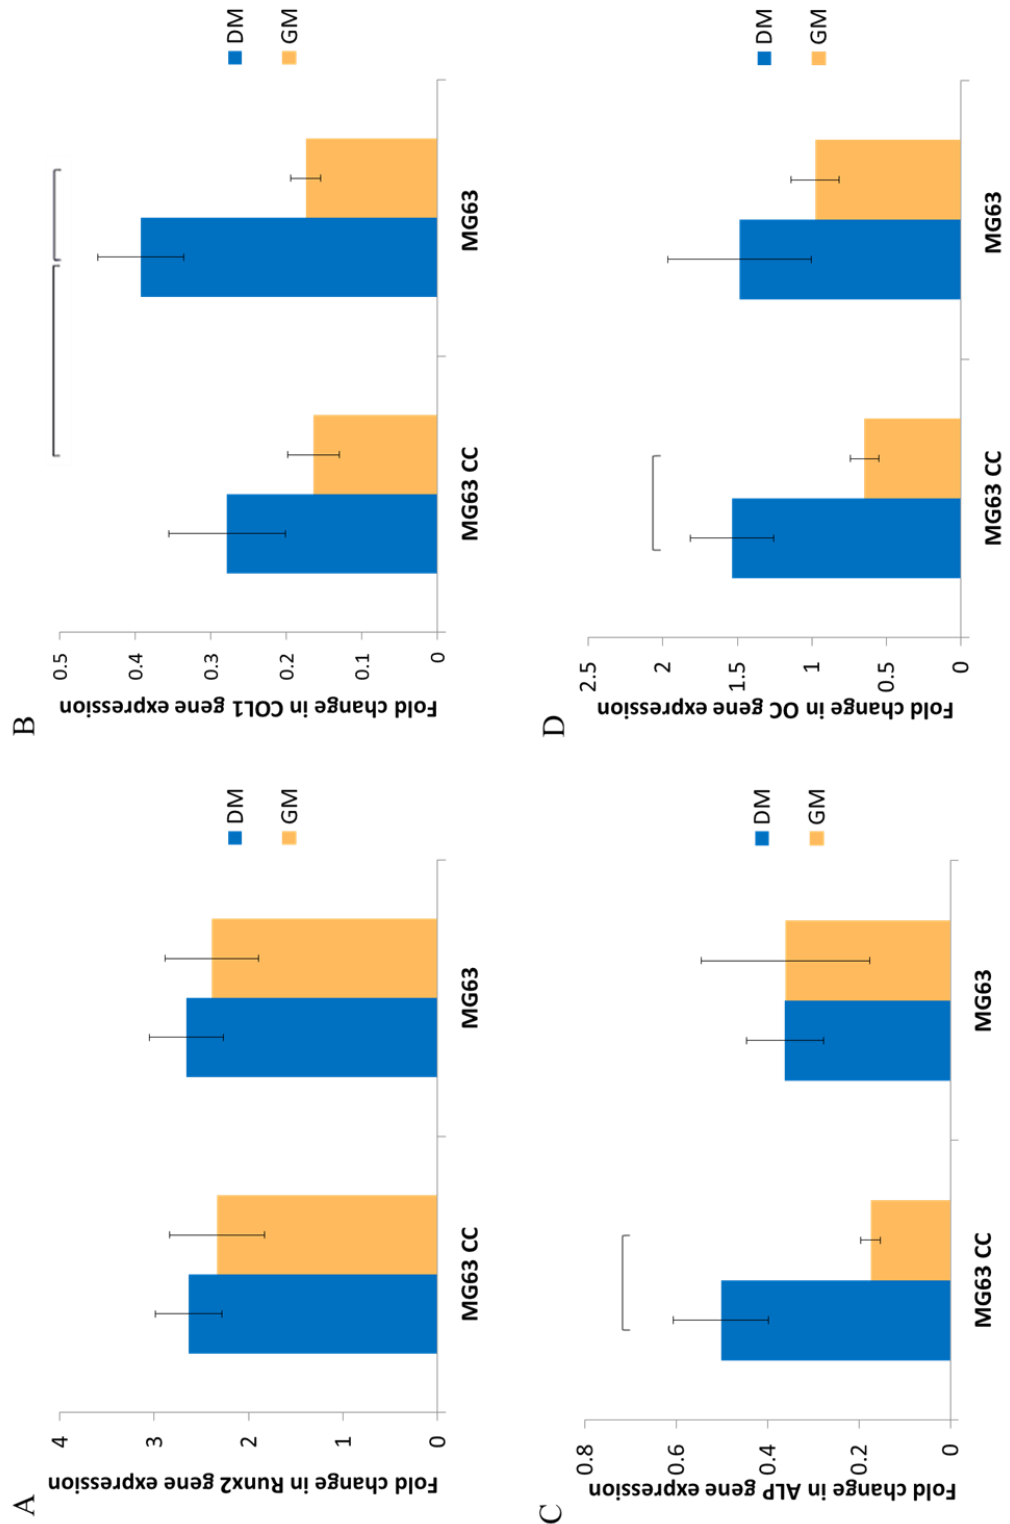 A
Fold change in Runx2 gene expression
4
3
2
1
0
MG63 CC
MG63
DM
GM
B
Fold change in COL1 gene expression
0.5
0.4
0.3
0.2
0.1
0
MG63 CC
MG63
DM
GM
C
Fold change in ALP gene expression
0.8
0.6
0.4
0.2
0
MG63 CC
MG63
DM
GM
D
Fold change in OC gene expression
2.5
2
1.5
1
0.5
0
MG63 CC
MG63
DM
GM